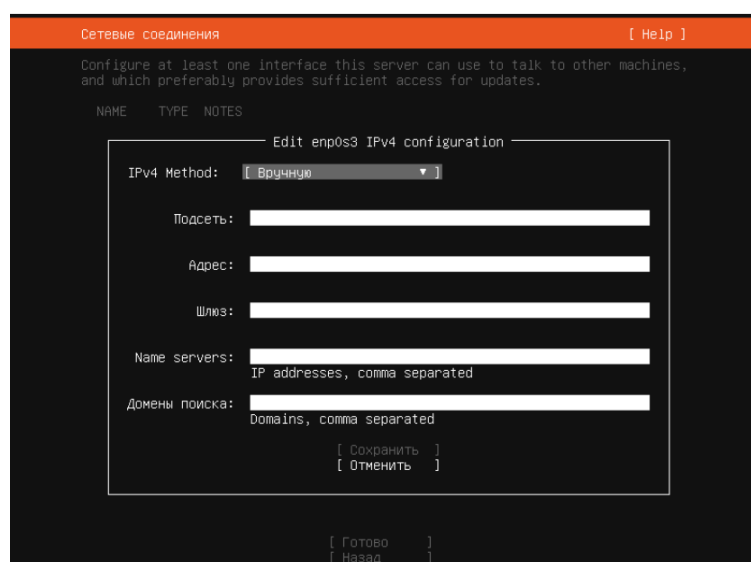 Сетевые соединения [ Help ]
Configure at least one interface this server can use to talk to other machines,
and which preferably provides sufficient access for updates.
NAME TYPE NOTES
Edit enp0s3 IPv4 configuration
IPv4 Method: [ Вручную ▼ ]
Подсеть:
Адрес:
Шлюз:
Name servers:
IP addresses, comma separated
Домены поиска:
Domains, comma separated
[ Сохранить ]
[ Отменить ]
[ Готово ]
[ Назад ]